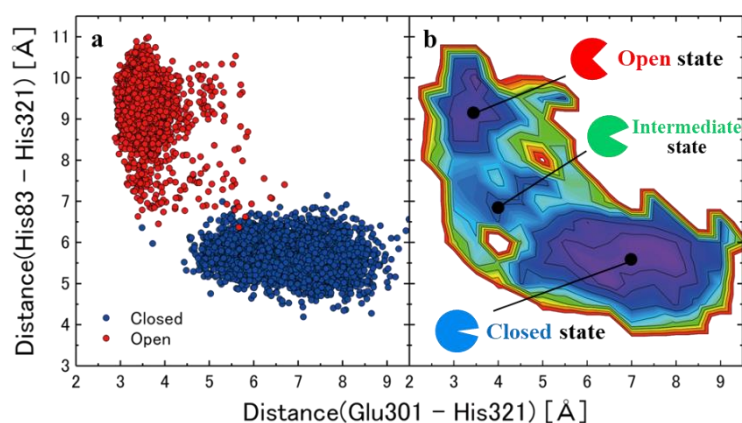 Distance(His83 – His321) [Å]
11
10
9
8
7
6
5
4
3
a
Closed
Open
2 3 4 5 6 7 8 9
b
Open state
Intermediate
state
Closed state
2 3 4 5 6 7 8 9
Distance(Glu301 – His321) [Å]